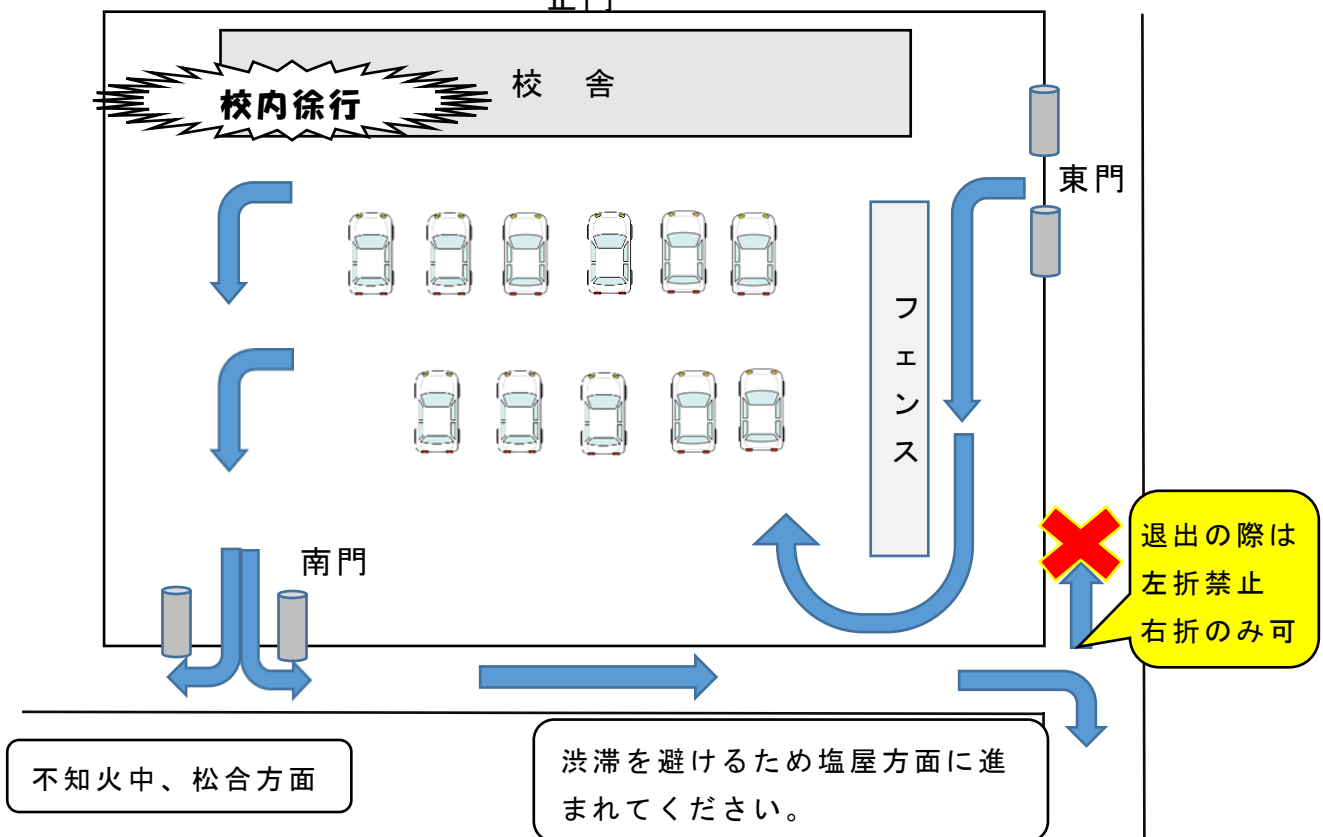 校 舎
校内徐行
東門
フェンス
南門
退出の際は
左折禁止
右折のみ可
不知火中、松合方面
渋滞を避けるため塩屋方面に進
まれてください。